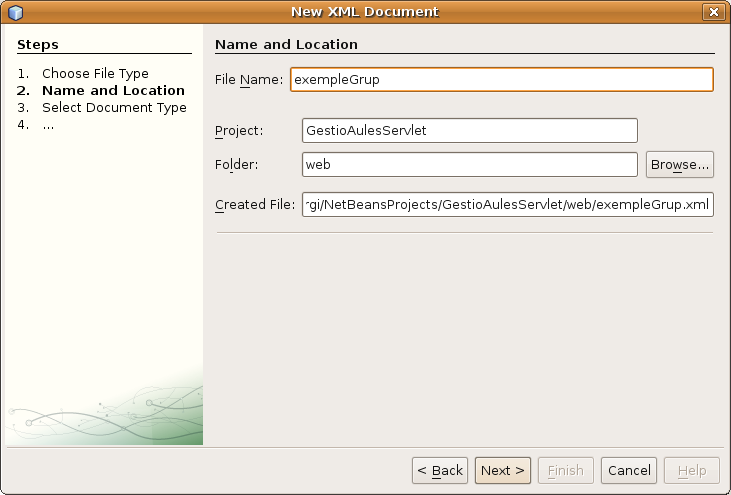 New XML Document
Steps
1. Choose File Type
2. Name and Location
3. Select Document Type
4. ...
Name and Location
File Name: exempleGrup
Project: GestioAulesServlet
Folder: web Browse...
Created File: rgi/NetBeansProjects/GestioAulesServlet/web/exempleGrup.xml
< Back Next > Finish Cancel Help